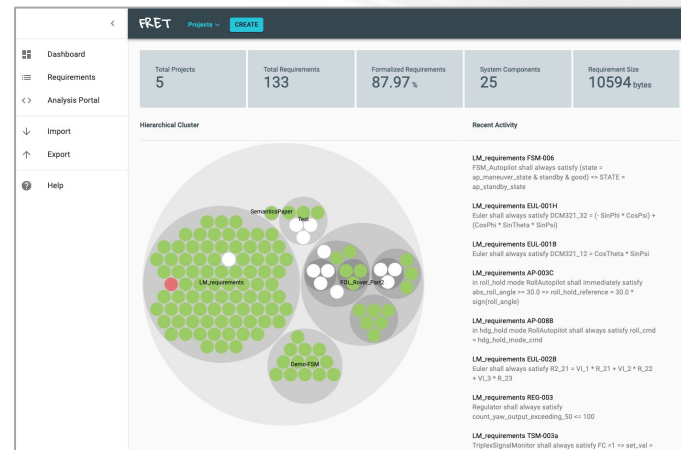 FRET Projects CREATE
Dashboard
Requirements
Analysis Portal
Import
Export
Help
Total Projects
5
Total Requirements
133
Formalized Requirements
87.97 %
System Components
25
Requirement Size
10594 bytes
Hierarchical Cluster
SemanticsPaper
Test
LM_requirements
FOL_Rover_Part2
Demo-FSM
Recent Activity
LM_requirements FSM-006
FSM_Autopilot shall always satisfy (state =
ap_maneuver_state & standby & good) => STATE =
ap_standby_state
LM_requirements EUL-001H
Euler shall always satisfy DCM321_32 = (- SinPhi * CosPsi) +
(CosPhi * SinTheta * SinPsi)
LM_requirements EUL-001B
Euler shall always satisfy DCM321_12 = CosTheta * SinPsi
LM_requirements AP-003C
in roll_hold mode RollAutopilot shall immediately satisfy
abs_roll_angle >= 30.0 => roll_hold_reference = 30.0 *
sign(roll_angle)
LM_requirements AP-008B
in hdg_hold mode RollAutopilot shall always satisfy roll_cmd
= hdg_hold_mode_cmd
LM_requirements EUL-002B
Euler shall always satisfy R2_21 = VI_1 * R_21 + VI_2 * R_22
+ VI_3 * R_23
LM_requirements REG-003
Regulator shall always satisfy
count_yaw_output_exceeding_50 <= 100
LM_requirements TSM-003a
TriplexSignalMonitor shall always satisfy FC =1 => set_val =